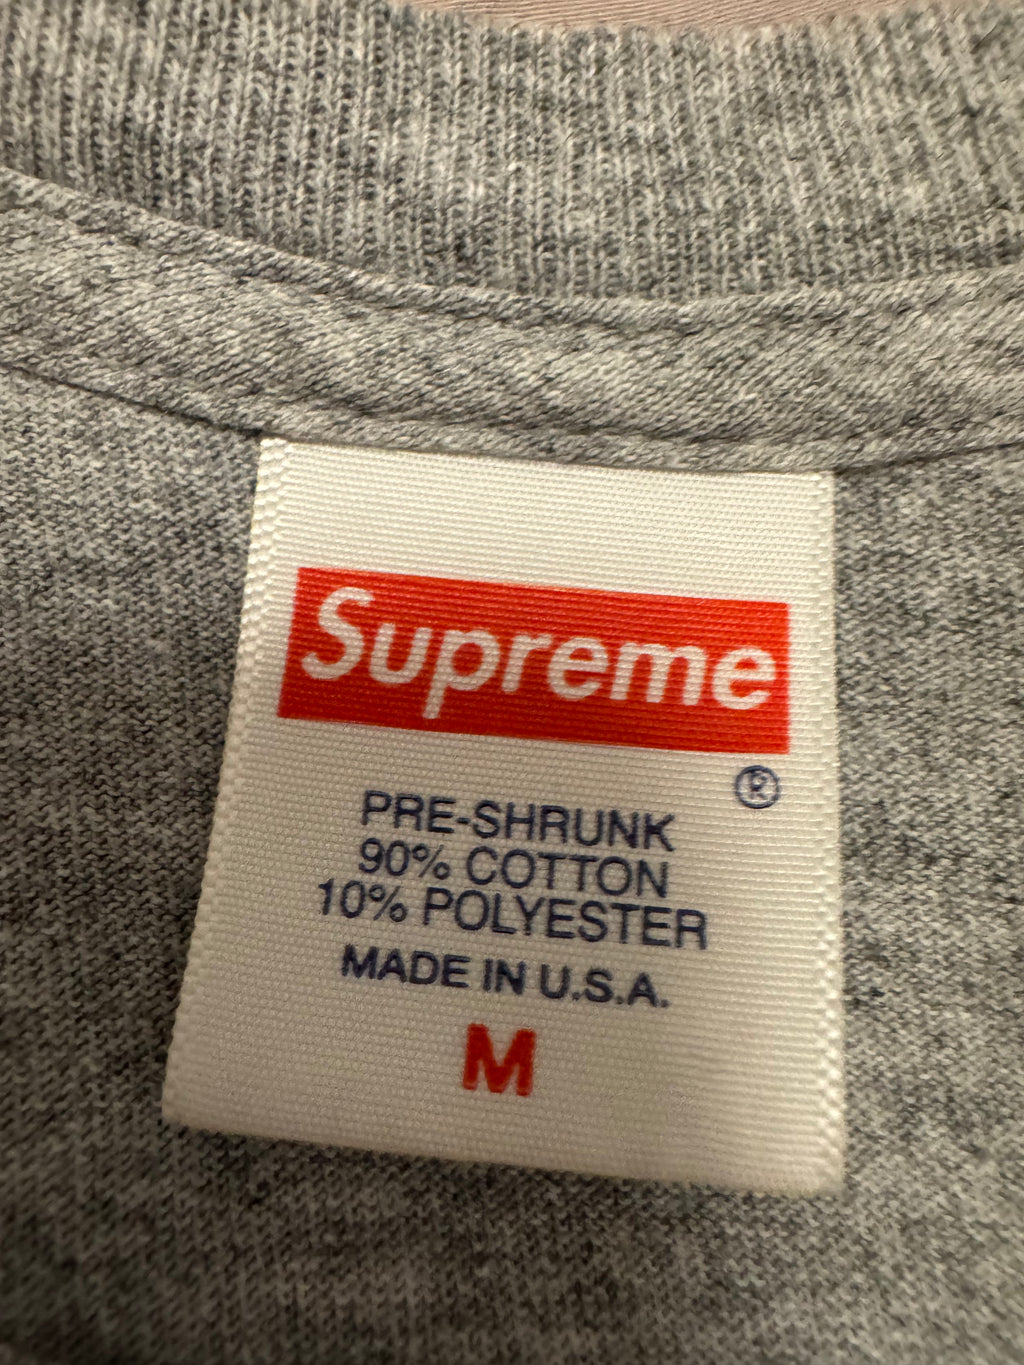 Supreme
®
PRE-SHRUNK
90% COTTON
10% POLYESTER
MADE IN U.S.A.
M